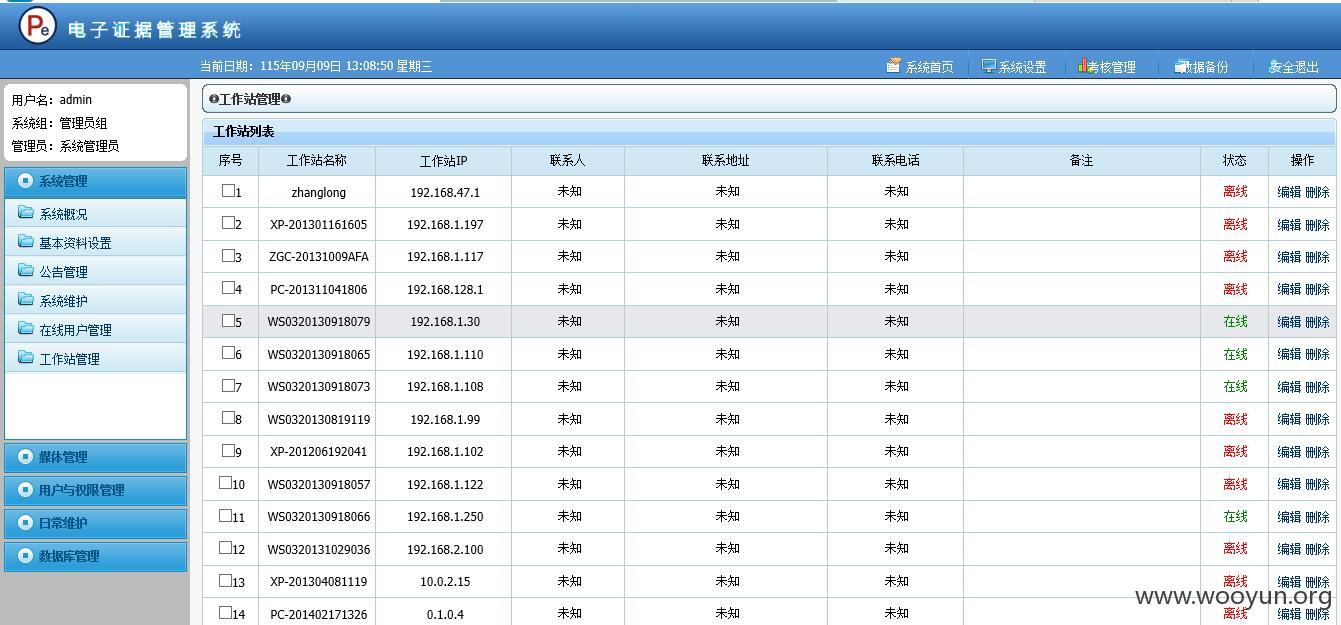 Pe 电子证据管理系统
当前日期：115年09月09日 13:08:50 星期三 系统首页 系统设置 考核管理 数据备份 安全退出
用户名：admin
系统组：管理员组
管理员：系统管理员
系统管理
系统概况
基本资料设置
公告管理
系统维护
在线用户管理
工作站管理
媒体管理
用户与权限管理
日常维护
数据库管理
工作站管理
工作站列表
序号 工作站名称 工作站IP 联系人 联系地址 联系电话 备注 状态 操作
1 zhanglong 192.168.47.1 未知 未知 未知 离线 编辑 删除
2 XP-201301161605 192.168.1.197 未知 未知 未知 离线 编辑 删除
3 ZGC-20131009AFA 192.168.1.117 未知 未知 未知 离线 编辑 删除
4 PC-201311041806 192.168.128.1 未知 未知 未知 离线 编辑 删除
5 WS0320130918079 192.168.1.30 未知 未知 未知 在线 编辑 删除
6 WS0320130918065 192.168.1.110 未知 未知 未知 在线 编辑 删除
7 WS0320130918073 192.168.1.108 未知 未知 未知 在线 编辑 删除
8 WS0320130819119 192.168.1.99 未知 未知 未知 离线 编辑 删除
9 XP-201206192041 192.168.1.102 未知 未知 未知 离线 编辑 删除
10 WS0320130918057 192.168.1.122 未知 未知 未知 离线 编辑 删除
11 WS0320130918066 192.168.1.250 未知 未知 未知 在线 编辑 删除
12 WS0320131029036 192.168.2.100 未知 未知 未知 离线 编辑 删除
13 XP-201304081119 10.0.2.15 未知 未知 未知 离线 编辑 删除
14 PC-201402171326 0.1.0.4 未知 未知 未知 离线 编辑 删除
www.wooyun.org